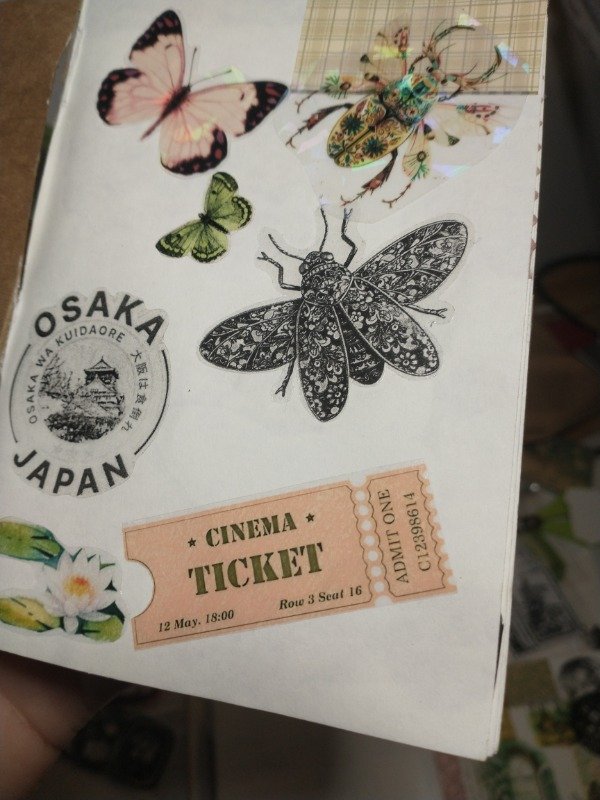 OSAKA
OSAKA WA KUIDAORE
大阪は食倒れ
JAPAN
★ CINEMA ★
TICKET
12 May. 18:00
Row 3 Seat 16
ADMIT ONE
C12398614